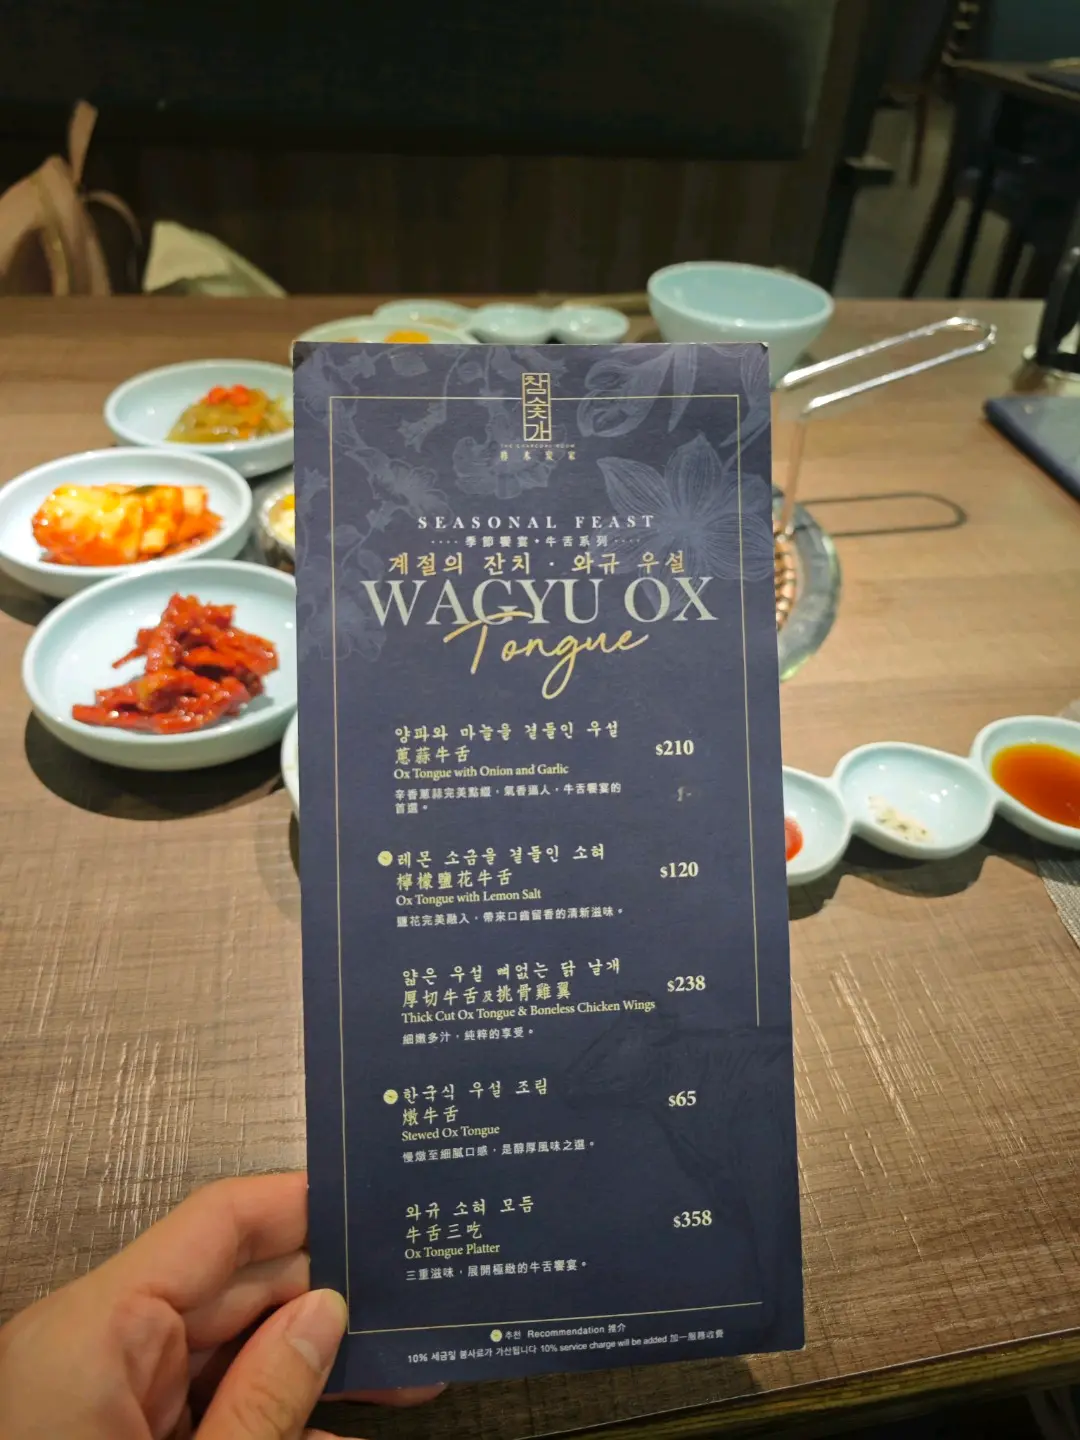 참숯가
THE CHARCOAL ROOM
SEASONAL FEAST
季節饗宴•牛舌系列
계절의 잔치 · 와규 우설
WAGYU OX
Tongue
양파와 마늘을 곁들인 우설
蔥蒜牛舌
$210
Ox Tongue with Onion and Garlic
辛香蔥蒜完美點綴，氣香逼人，牛舌饗宴的
首選。
레몬 소금을 곁들인 소혀
檸檬鹽花牛舌
$120
Ox Tongue with Lemon Salt
鹽花完美融入，帶來口齒留香的清新滋味。
얇은 우설 뼈없는 닭 날개
厚切牛舌及挑骨雞翼
$238
Thick Cut Ox Tongue & Boneless Chicken Wings
細嫩多汁，純粹的享受。
한국식 우설 조림
燉牛舌
$65
Stewed Ox Tongue
慢燉至細膩口感，是醇厚風味之選。
와규 소혀 모듬
牛舌三吃
$358
Ox Tongue Platter
三重滋味，展開極緻的牛舌饗宴。
추천 Recommendation 推介
10% 세금및 봉사료가 가산됩니다 10% service charge will be added 加一服務收費